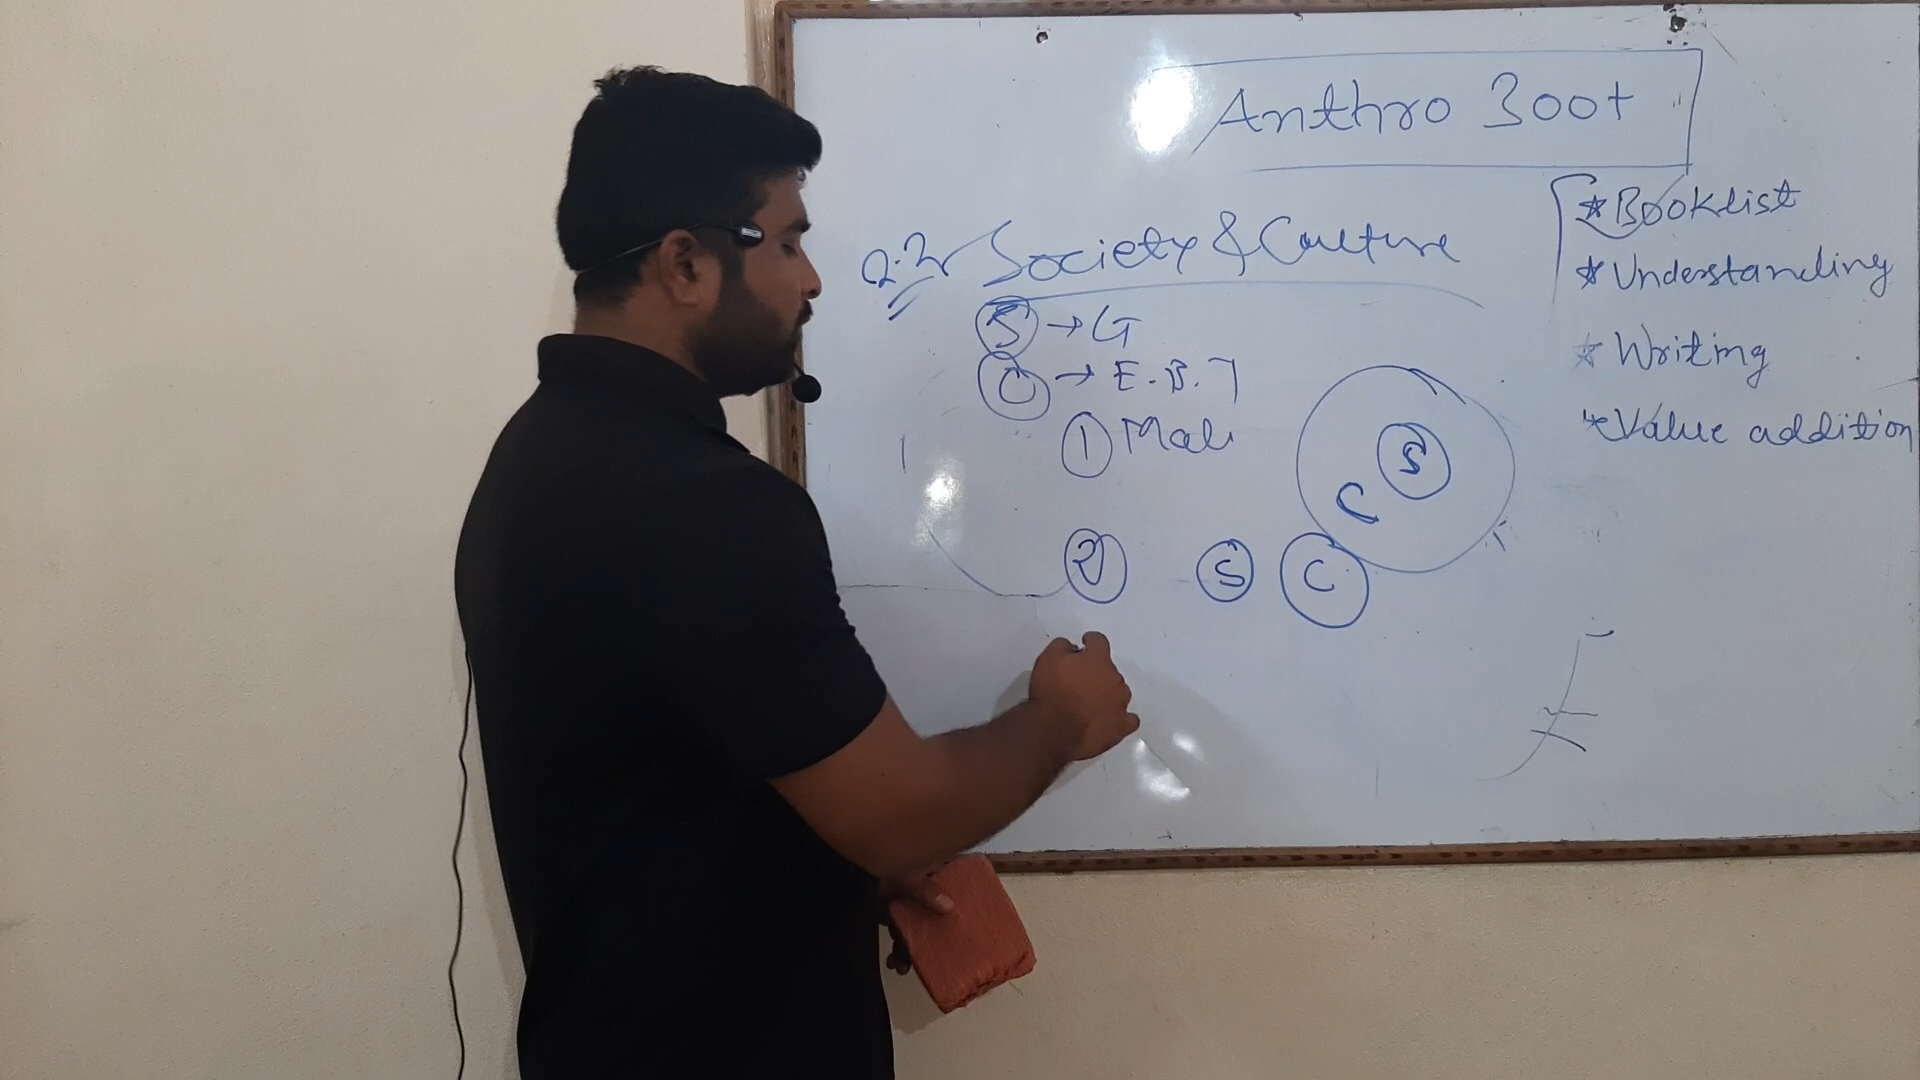 Anthro 300+
* Booklist
* Understanding
* Writing
* Value addition
Q.2 Society & Culture
S → G
C → E.B.T
① Mali
S
C
② S C